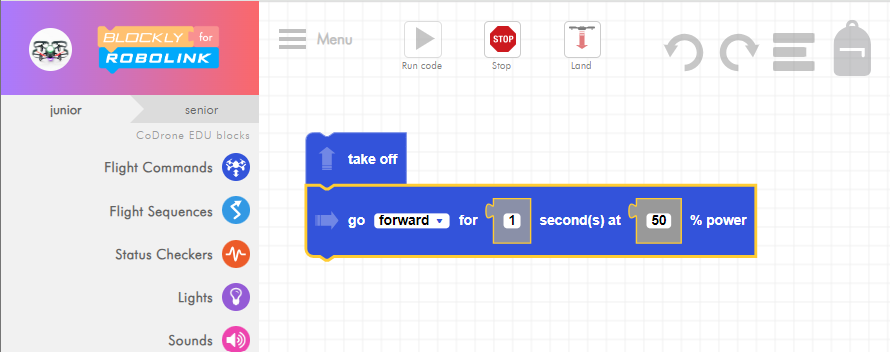 BLOCKLY for
ROBOLINK
Menu
Run code
STOP
Stop
Land
junior
senior
CoDrone EDU blocks
Flight Commands
Flight Sequences
Status Checkers
Lights
Sounds
take off
go forward for 1 second(s) at 50 % power